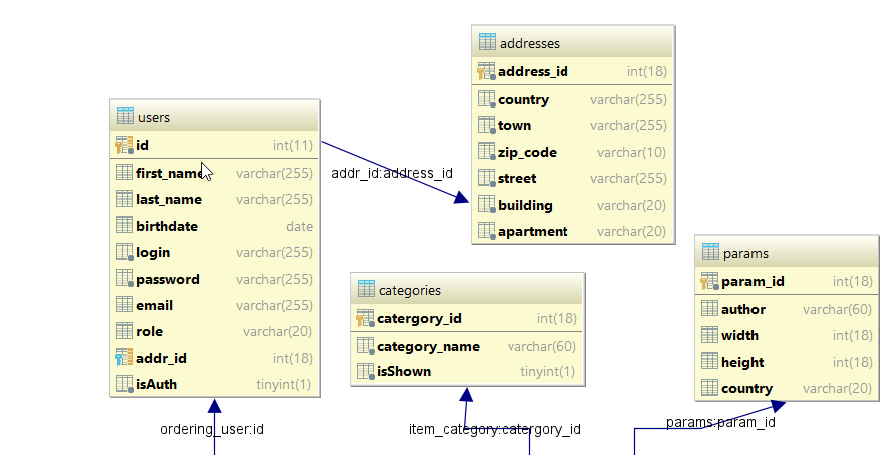 addresses
address_id int(18)
country varchar(255)
town varchar(255)
zip_code varchar(10)
street varchar(255)
building varchar(20)
apartment varchar(20)
users
id int(11)
first_name varchar(255)
last_name varchar(255)
birthdate date
login varchar(255)
password varchar(255)
email varchar(255)
role varchar(20)
addr_id int(18)
isAuth tinyint(1)
addr_id:address_id
categories
catergory_id int(18)
category_name varchar(60)
isShown tinyint(1)
params
param_id int(18)
author varchar(60)
width int(18)
height int(18)
country varchar(20)
ordering_user:id
item_category:catergory_id
params:param_id